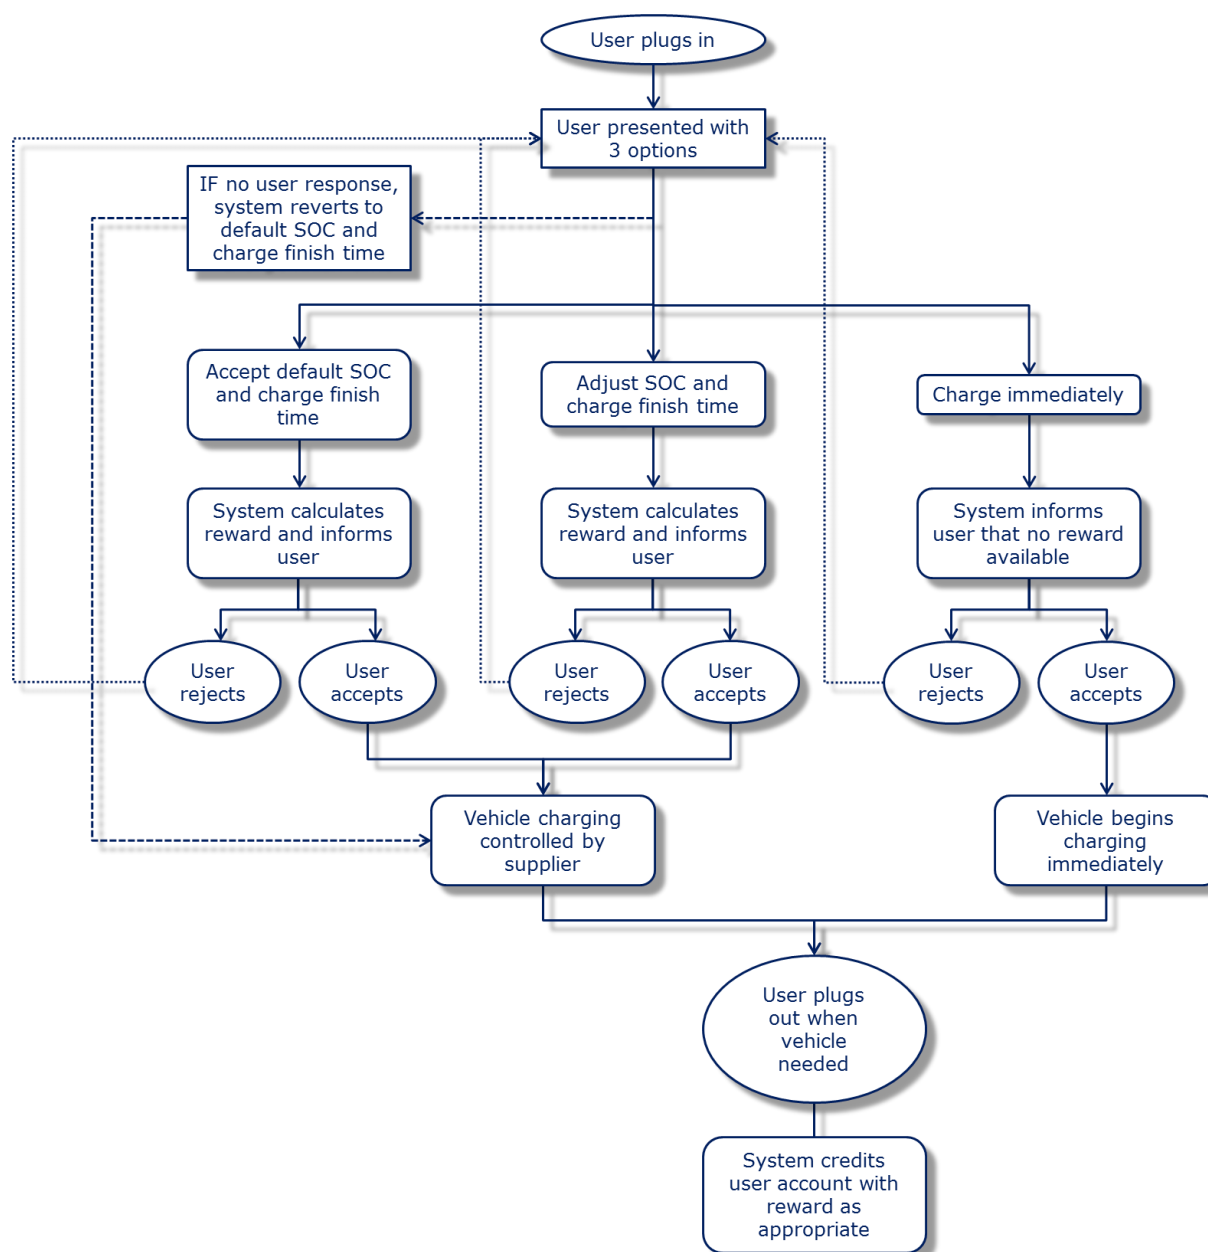 User plugs in
User presented with
3 options
IF no user response,
system reverts to
default SOC and
charge finish time
Accept default SOC
and charge finish
time
Adjust SOC and
charge finish time
Charge immediately
System calculates
reward and informs
user
System calculates
reward and informs
user
System informs
user that no reward
available
User
rejects
User
accepts
User
rejects
User
accepts
User
rejects
User
accepts
Vehicle charging
controlled by
supplier
Vehicle begins
charging
immediately
User plugs
out when
vehicle
needed
System credits
user account with
reward as
appropriate